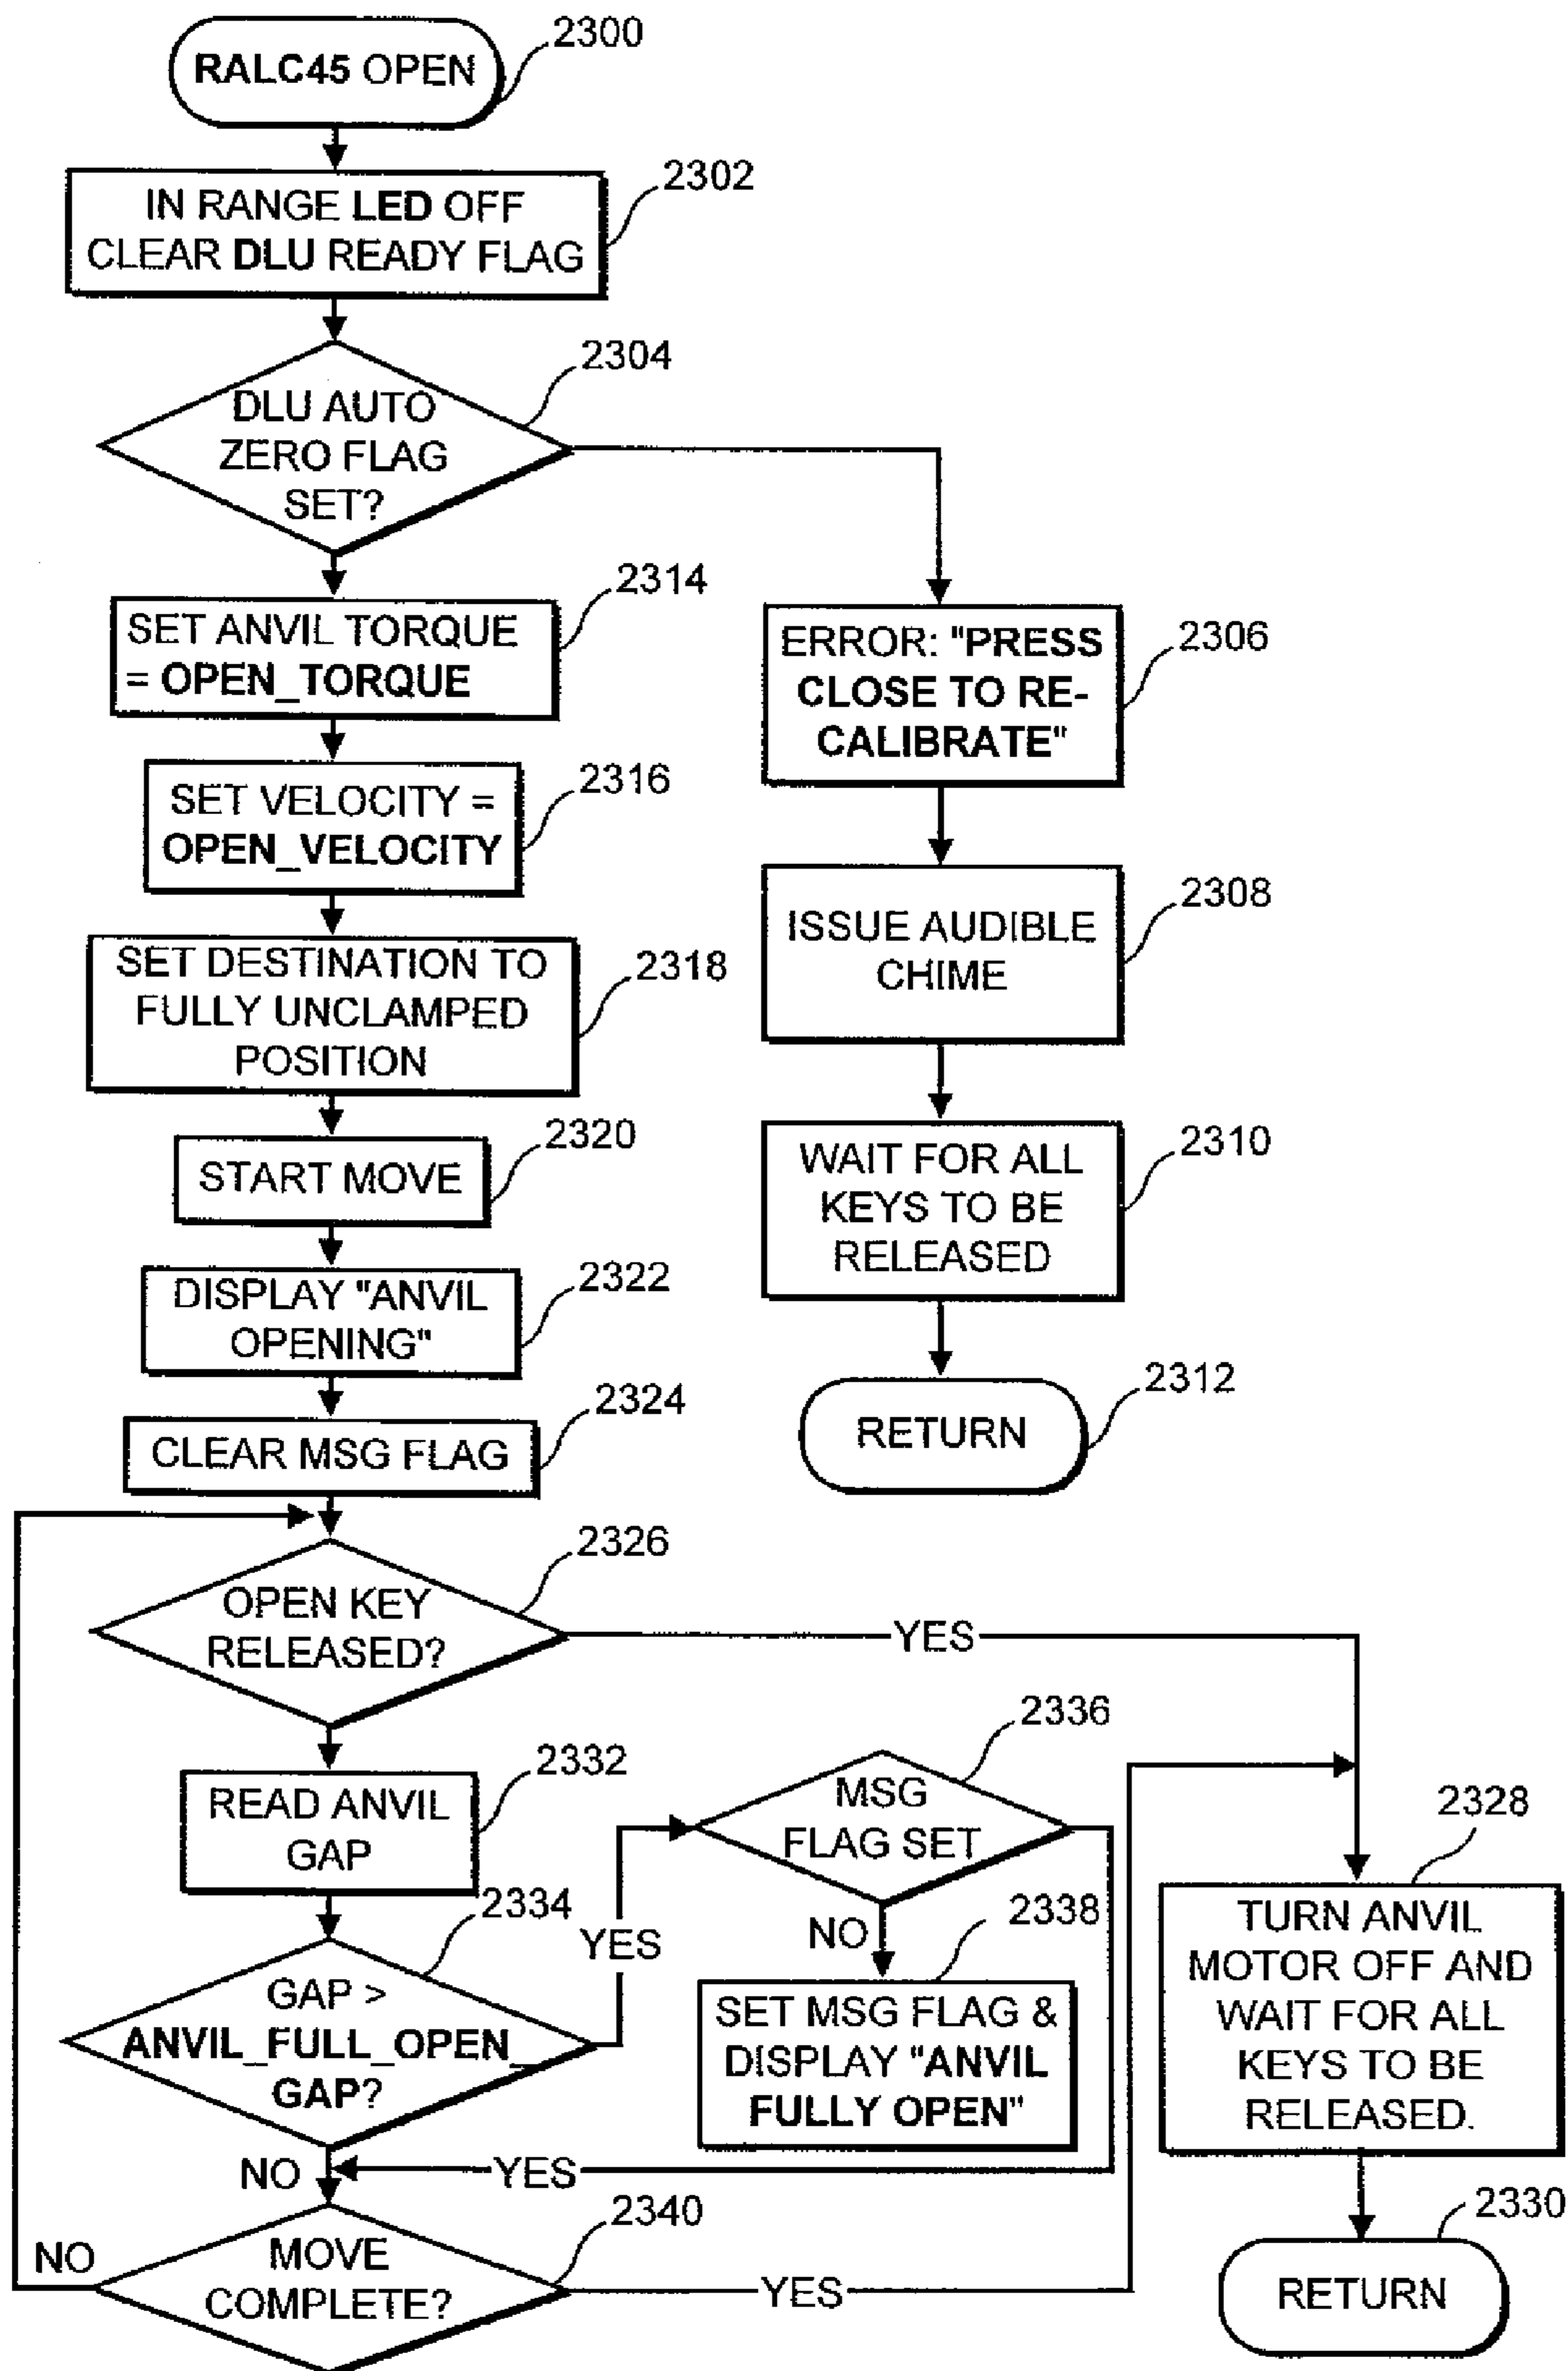 2300
RALC45 OPEN
2302
IN RANGE LED OFF
CLEAR DLU READY FLAG
2304
DLU AUTO
ZERO FLAG
SET?
2314
SET ANVIL TORQUE
= OPEN_TORQUE
2306
ERROR: "PRESS
CLOSE TO RE-
CALIBRATE"
2316
SET VELOCITY =
OPEN_VELOCITY
2308
ISSUE AUDIBLE
CHIME
2318
SET DESTINATION TO
FULLY UNCLAMPED
POSITION
2320
START MOVE
2310
WAIT FOR ALL
KEYS TO BE
RELEASED
2322
DISPLAY "ANVIL
OPENING"
2312
RETURN
2324
CLEAR MSG FLAG
2326
OPEN KEY
RELEASED?
YES
2332
READ ANVIL
GAP
2336
MSG
FLAG SET
2328
TURN ANVIL
MOTOR OFF AND
WAIT FOR ALL
KEYS TO BE
RELEASED.
2334
GAP >
ANVIL_FULL_OPEN_
GAP?
YES
NO
2338
SET MSG FLAG &
DISPLAY "ANVIL
FULLY OPEN"
NO
YES
2340
MOVE
COMPLETE?
NO
YES
2330
RETURN